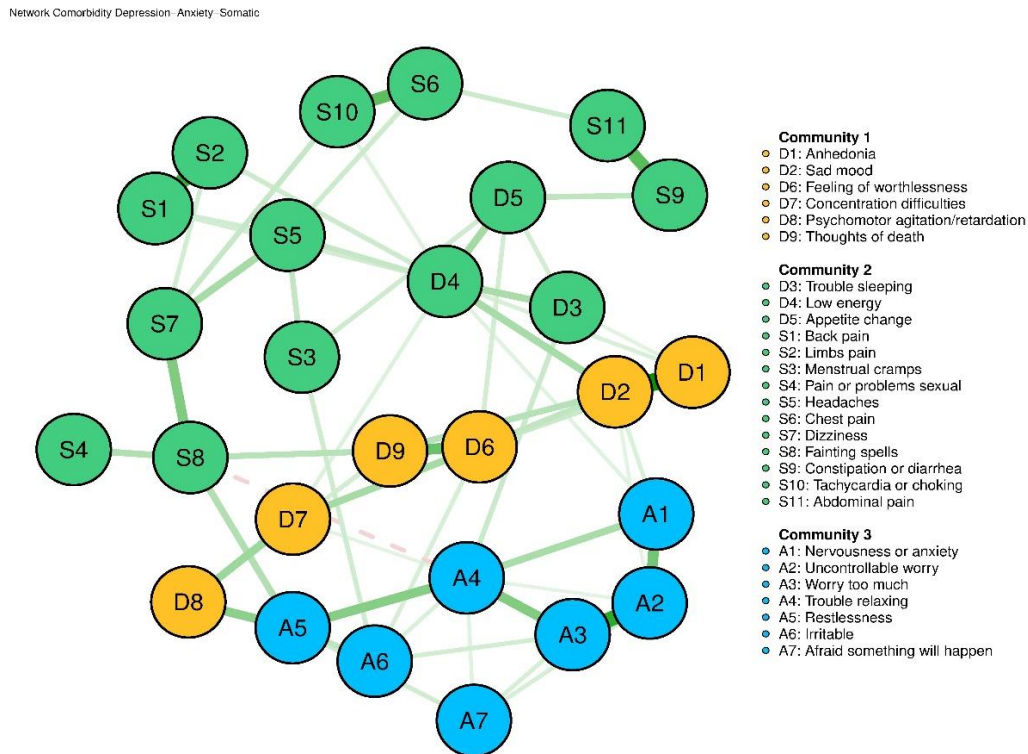 Network Comorbidity Depression-Anxiety-Somatic
S6
S10
S11
S2
S9
D5
S1
S5
D4
D3
S7
S3
D1
D2
D9
D6
S4
S8
D7
A1
A4
D8
A2
A5
A3
A6
A7
Community 1
D1: Anhedonia
D2: Sad mood
D6: Feeling of worthlessness
D7: Concentration difficulties
D8: Psychomotor agitation/retardation
D9: Thoughts of death
Community 2
D3: Trouble sleeping
D4: Low energy
D5: Appetite change
S1: Back pain
S2: Limbs pain
S3: Menstrual cramps
S4: Pain or problems sexual
S5: Headaches
S6: Chest pain
S7: Dizziness
S8: Fainting spells
S9: Constipation or diarrhea
S10: Tachycardia or choking
S11: Abdominal pain
Community 3
A1: Nervousness or anxiety
A2: Uncontrollable worry
A3: Worry too much
A4: Trouble relaxing
A5: Restlessness
A6: Irritable
A7: Afraid something will happen